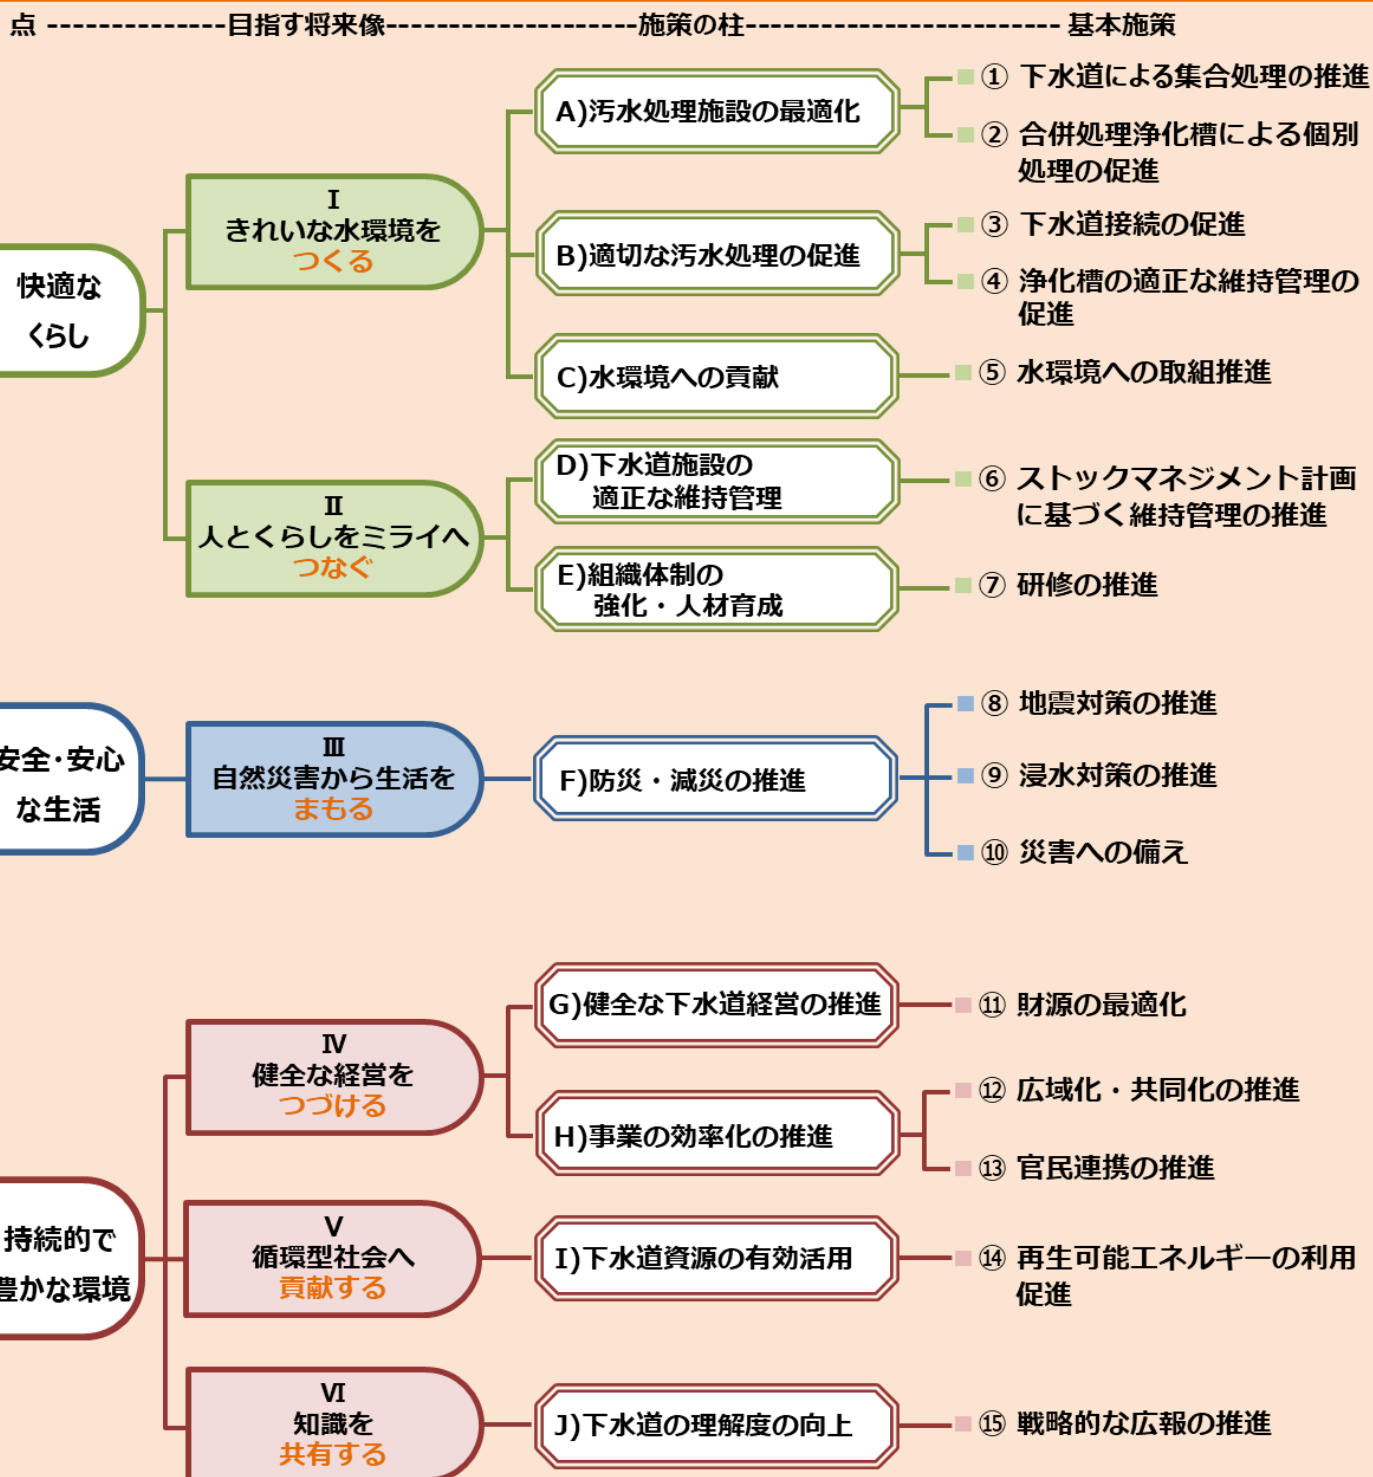 点 -------------目指す将来像------------------施策の柱----------------------- 基本施策
快適な
くらし
Ⅰ
きれいな水環境を
つくる
A)汚水処理施設の最適化
① 下水道による集合処理の推進
② 合併処理浄化槽による個別
処理の促進
B)適切な汚水処理の促進
③ 下水道接続の促進
④ 浄化槽の適正な維持管理の
促進
C)水環境への貢献
⑤ 水環境への取組推進
Ⅱ
人とくらしをミライへ
つなぐ
D)下水道施設の
適正な維持管理
⑥ ストックマネジメント計画
に基づく維持管理の推進
E)組織体制の
強化・人材育成
⑦ 研修の推進
安全・安心
な生活
Ⅲ
自然災害から生活を
まもる
F)防災・減災の推進
⑧ 地震対策の推進
⑨ 浸水対策の推進
⑩ 災害への備え
持続的で
豊かな環境
Ⅳ
健全な経営を
つづける
G)健全な下水道経営の推進
⑪ 財源の最適化
H)事業の効率化の推進
⑫ 広域化・共同化の推進
⑬ 官民連携の推進
Ⅴ
循環型社会へ
貢献する
I)下水道資源の有効活用
⑭ 再生可能エネルギーの利用
促進
Ⅵ
知識を
共有する
J)下水道の理解度の向上
⑮ 戦略的な広報の推進